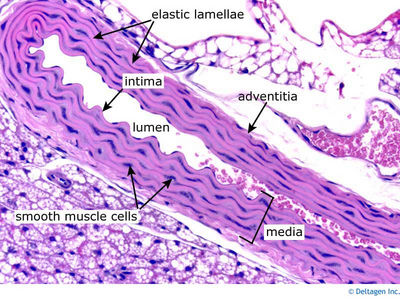 elastic lamellae
intima
adventitia
lumen
smooth muscle cells
media
© Deltagen Inc.